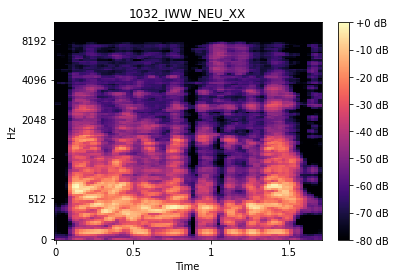 1032_IWW_NEU_XX
8192
4096
2048
1024
512
0
Hz
0
0.5
1
1.5
Time
+0 dB
-10 dB
-20 dB
-30 dB
-40 dB
-50 dB
-60 dB
-70 dB
-80 dB